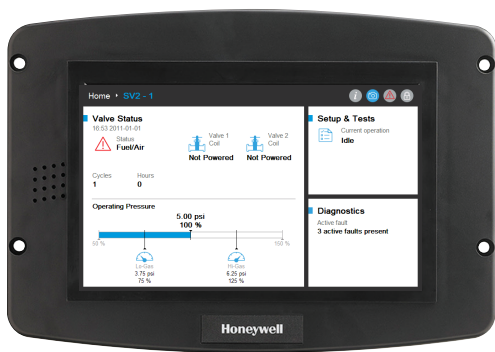 Home ▸ SV2 - 1
Valve Status
16:53 2011-01-01
Status
Fuel/Air
Valve 1
Coil
Not Powered
Valve 2
Coil
Not Powered
Cycles
1
Hours
0
Operating Pressure
5.00 psi
100 %
50 %
150 %
Lo-Gas
3.75 psi
75 %
Hi-Gas
6.25 psi
125 %
Setup & Tests
Current operation
Idle
Diagnostics
Active fault
3 active faults present
Honeywell